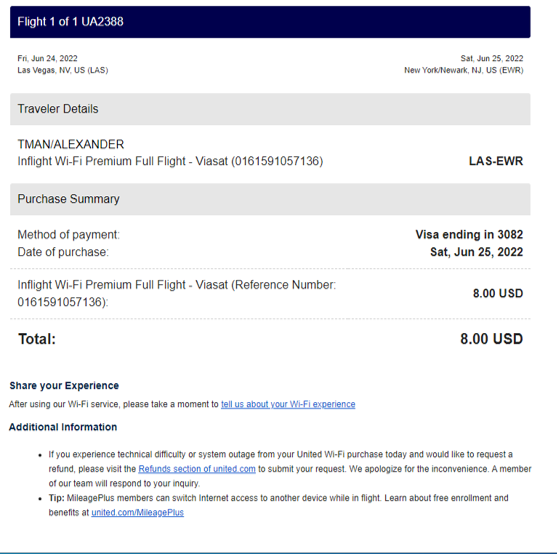 Flight 1 of 1 UA2388
Fri, Jun 24, 2022
Sat, Jun 25, 2022
Las Vegas, NV, US (LAS)
New York/Newark, NJ, US (EWR)
Traveler Details
TMAN/ALEXANDER
Inflight Wi-Fi Premium Full Flight - Viasat (0161591057136)
LAS-EWR
Purchase Summary
Method of payment:
Visa ending in 3082
Date of purchase:
Sat, Jun 25, 2022
Inflight Wi-Fi Premium Full Flight - Viasat (Reference Number:
0161591057136):
8.00 USD
Total:
8.00 USD
Share your Experience
After using our Wi-Fi service, please take a moment to tell us about your Wi-Fi experience
Additional Information
• If you experience technical difficulty or system outage from your United Wi-Fi purchase today and would like to request a
refund, please visit the Refunds section of united.com to submit your request. We apologize for the inconvenience. A member
of our team will respond to your inquiry.
• Tip: MileagePlus members can switch Internet access to another device while in flight. Learn about free enrollment and
benefits at united.com/MileagePlus